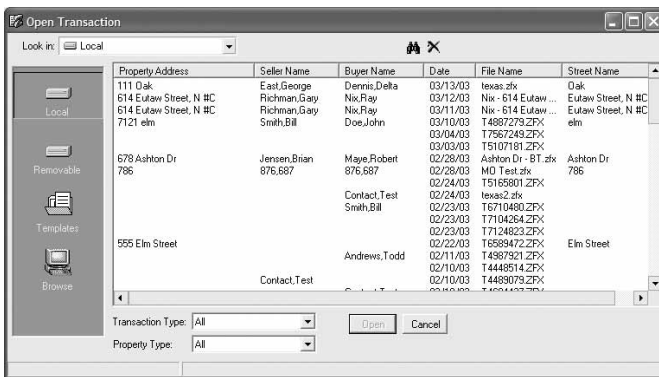 Open Transaction
Look in: Local
Property Address Seller Name Buyer Name Date File Name Street Name
111 Oak East,George Dennis,Delta 03/13/03 texas.zfx Oak
614 Eutaw Street, N #C Richman,Gary Nix,Ray 03/12/03 Nix - 614 Eutaw ... Eutaw Street, N #C
614 Eutaw Street, N #C Richman,Gary Nix,Ray 03/11/03 Nix - 614 Eutaw ... Eutaw Street, N #C
7121 elm Smith,Bill Doe,John 03/10/03 T4887279.ZFX elm
03/04/03 T7567249.ZFX
03/03/03 T5107181.ZFX
678 Ashton Dr Jensen,Brian Maye,Robert 02/28/03 Ashton Dr - BT.zfx Ashton Dr
786 876,687 876,687 02/28/03 MO Test.zfx 786
02/24/03 T5165801.ZFX
Contact,Test 02/24/03 texas2.zfx
Smith,Bill 02/23/03 T6710480.ZFX
02/23/03 T7104264.ZFX
02/23/03 T7124823.ZFX
555 Elm Street 02/22/03 T6589472.ZFX Elm Street
Andrews,Todd 02/11/03 T4987921.ZFX
02/10/03 T4448514.ZFX
Contact,Test 02/10/03 T4489079.ZFX
Local
Removable
Templates
Browse
Transaction Type: All Open Cancel
Property Type: All